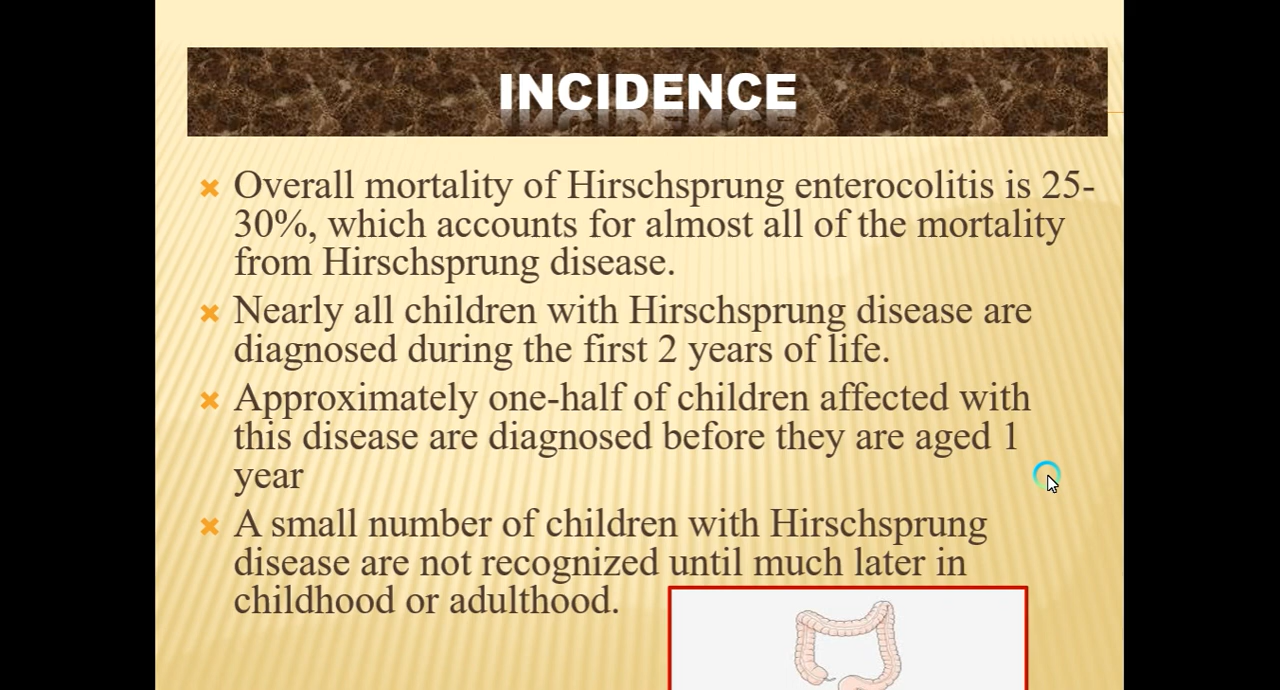 INCIDENCE
Overall mortality of Hirschsprung enterocolitis is 25-
30%, which accounts for almost all of the mortality
from Hirschsprung disease.
Nearly all children with Hirschsprung disease are
diagnosed during the first 2 years of life.
Approximately one-half of children affected with
this disease are diagnosed before they are aged 1
year
A small number of children with Hirschsprung
disease are not recognized until much later in
childhood or adulthood.